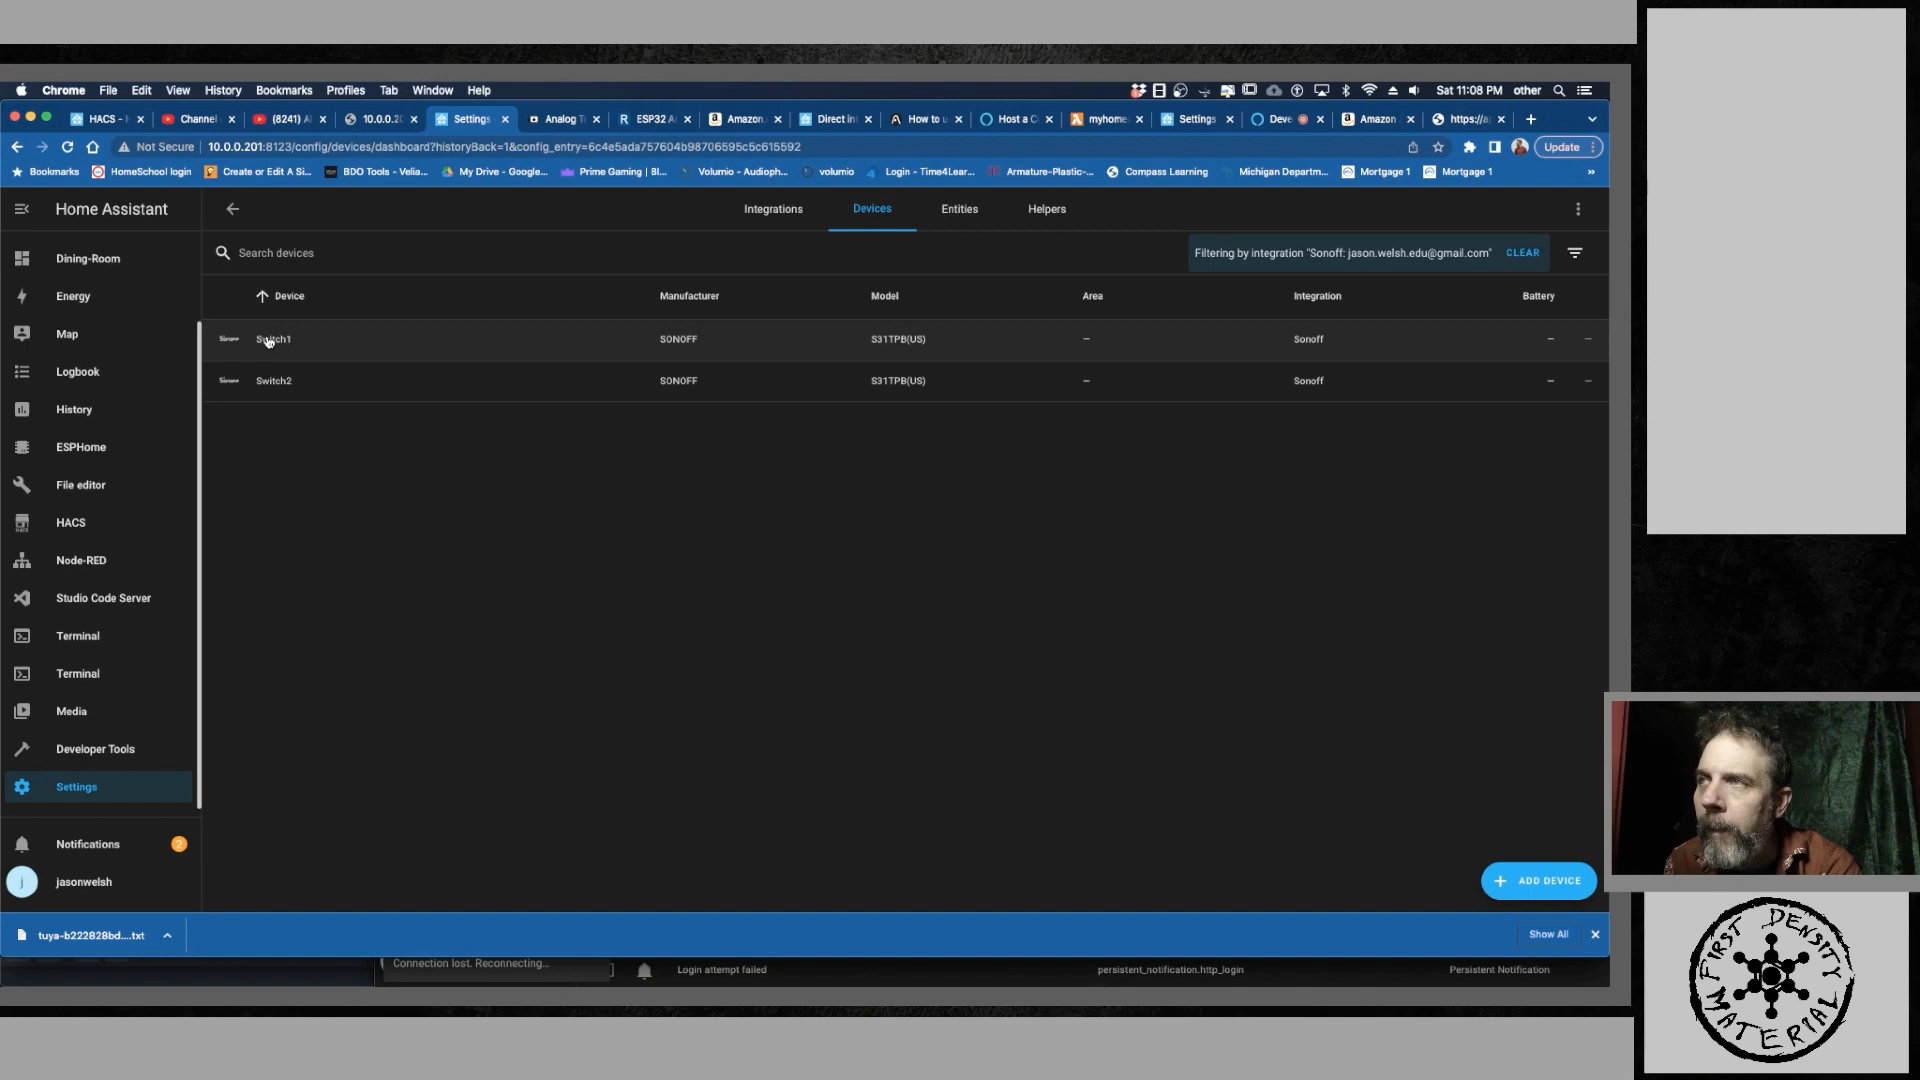 Chrome File Edit View History Bookmarks Profiles Tab Window Help Sat 11:08 PM other
HACS - Channel (8241) Al 10.0.0.20 Settings Analog T ESP32 Ar Amazon. Direct in How to u Host a C myhome Settings Deve Amazon https://a
Not Secure 10.0.0.201:8123/config/devices/dashboard?historyBack=1&config_entry=6c4e5ada757604b98706595c5c615592 Update
Bookmarks HomeSchool login Create or Edit A Si... BDO Tools - Velia... My Drive - Google... Prime Gaming | Bl... Volumio - Audioph... volumio Login - Time4Lear... Armature-Plastic-... Compass Learning Michigan Departm... Mortgage 1 Mortgage 1 »
Home Assistant
Integrations Devices Entities Helpers
Search devices
Filtering by integration "Sonoff: jason.welsh.edu@gmail.com" CLEAR
Device Manufacturer Model Area Integration Battery
Switch1 SONOFF S31TPB(US) – Sonoff – –
Switch2 SONOFF S31TPB(US) – Sonoff – –
Dining-Room
Energy
Map
Logbook
History
ESPHome
File editor
HACS
Node-RED
Studio Code Server
Terminal
Terminal
Media
Developer Tools
Settings
Notifications 2
j jasonwelsh
+ ADD DEVICE
tuya-b222828bd....txt
Show All
Connection lost. Reconnecting...
Login attempt failed persistent_notification.http_login Persistent Notification
FIRST DENSITY
MATERIAL